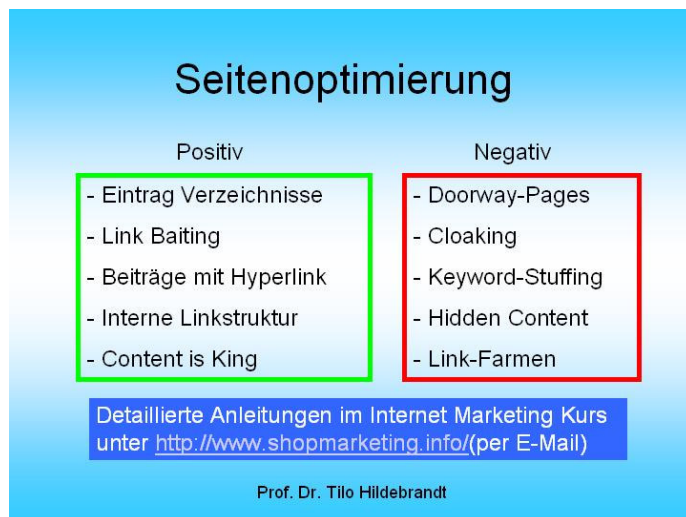 Seitenoptimierung
Positiv
- Eintrag Verzeichnisse
- Link Baiting
- Beiträge mit Hyperlink
- Interne Linkstruktur
- Content is King
Negativ
- Doorway-Pages
- Cloaking
- Keyword-Stuffing
- Hidden Content
- Link-Farmen
Detaillierte Anleitungen im Internet Marketing Kurs
unter http://www.shopmarketing.info/(per E-Mail)
Prof. Dr. Tilo Hildebrandt